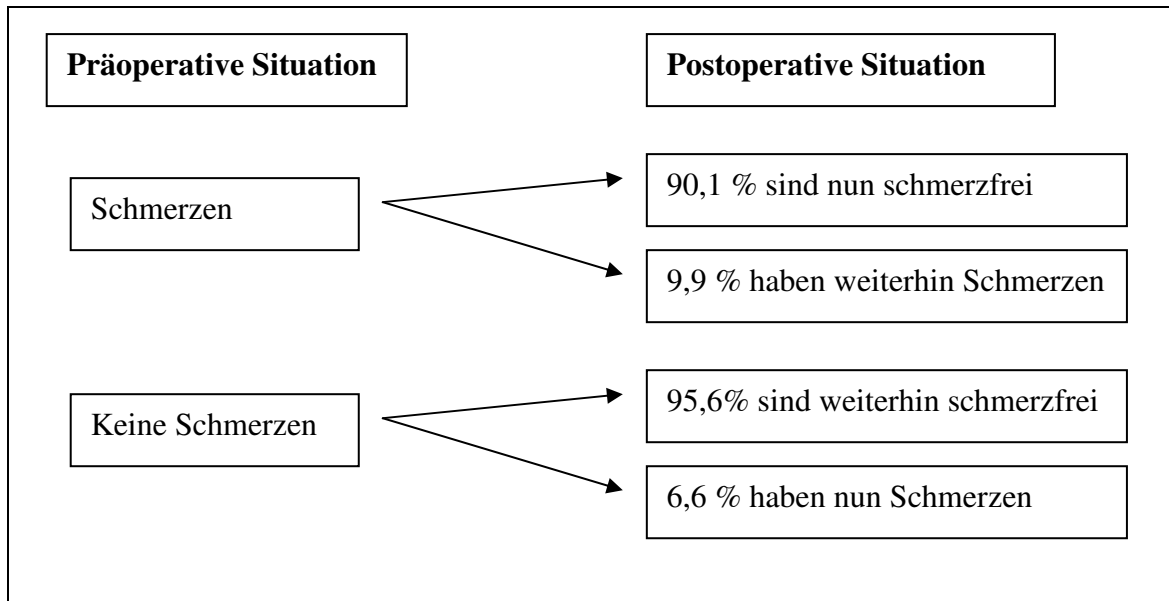 Präoperative Situation
Postoperative Situation
Schmerzen
90,1 % sind nun schmerzfrei
9,9 % haben weiterhin Schmerzen
Keine Schmerzen
95,6% sind weiterhin schmerzfrei
6,6 % haben nun Schmerzen